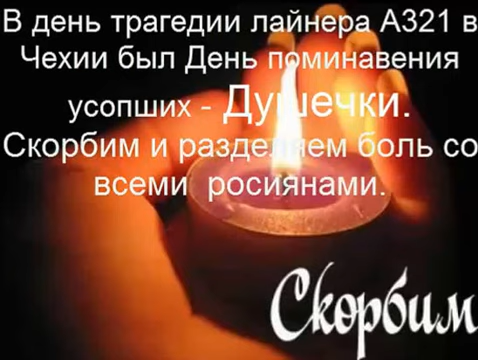 В день трагедии лайнера А321 в
Чехии был День поминавения
усопших - Душечки.
Скорбим и разделяем боль со
всеми росиянами.
Скорбим